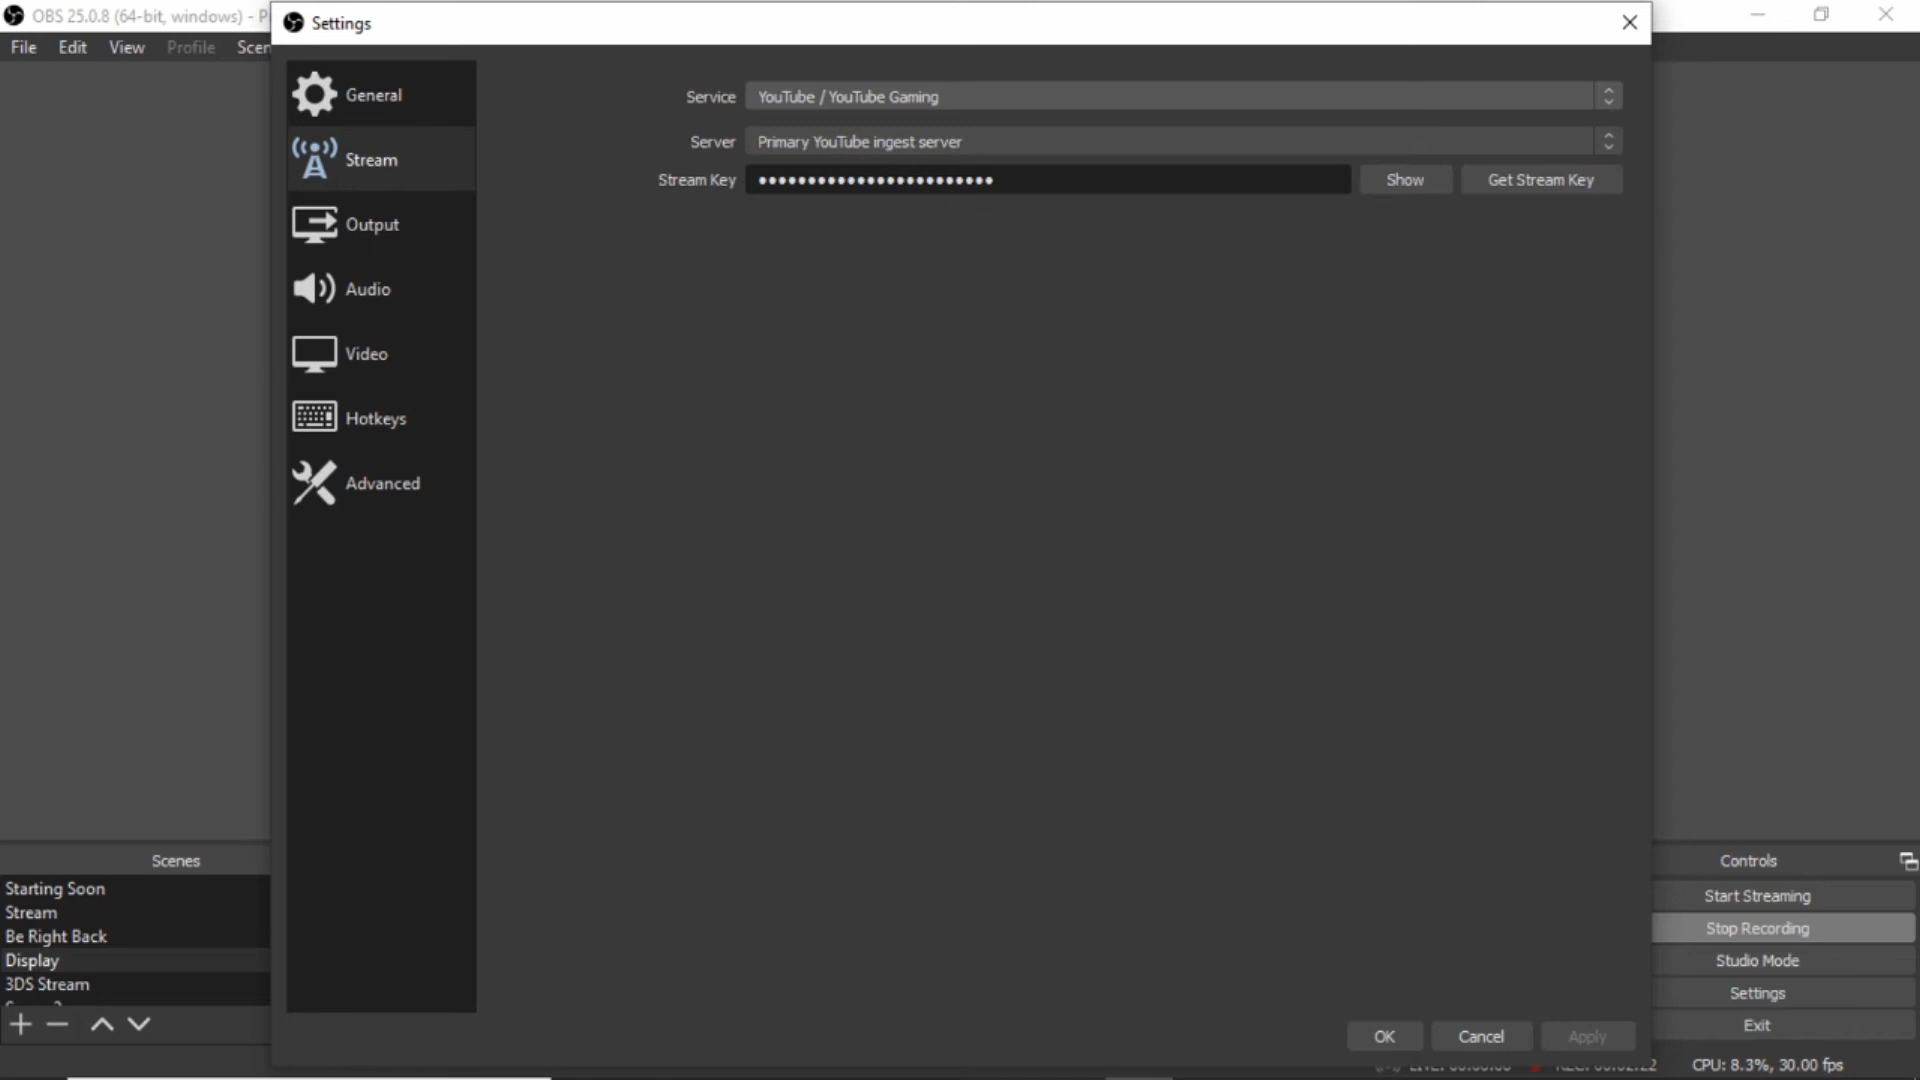 OBS 25.0.8 (64-bit, windows) - P
Settings
File Edit View Profile Scen
General
Stream
Output
Audio
Video
Hotkeys
Advanced
Service YouTube / YouTube Gaming
Server Primary YouTube ingest server
Stream Key ●●●●●●●●●●●●●●●●●●●●●●●● Show Get Stream Key
Scenes
Starting Soon
Stream
Be Right Back
Display
3DS Stream
Controls
Start Streaming
Stop Recording
Studio Mode
Settings
Exit
OK Cancel Apply
CPU: 8.3%, 30.00 fps